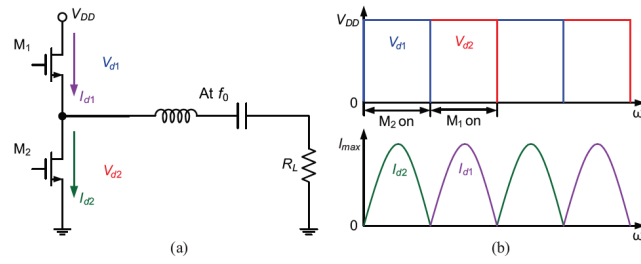 V_DD
M_1
V_d1
I_d1
At f_0
M_2
V_d2
I_d2
R_L
(a)
V_DD
V_d1
V_d2
0
M_2 on
M_1 on
ω
I_max
I_d2
I_d1
0
ω
(b)